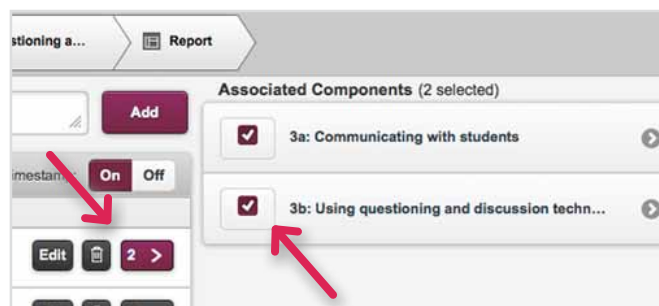 stioning a...
Report
Associated Components (2 selected)
Add
3a: Communicating with students
imestamp: On Off
3b: Using questioning and discussion techn...
Edit 2 >